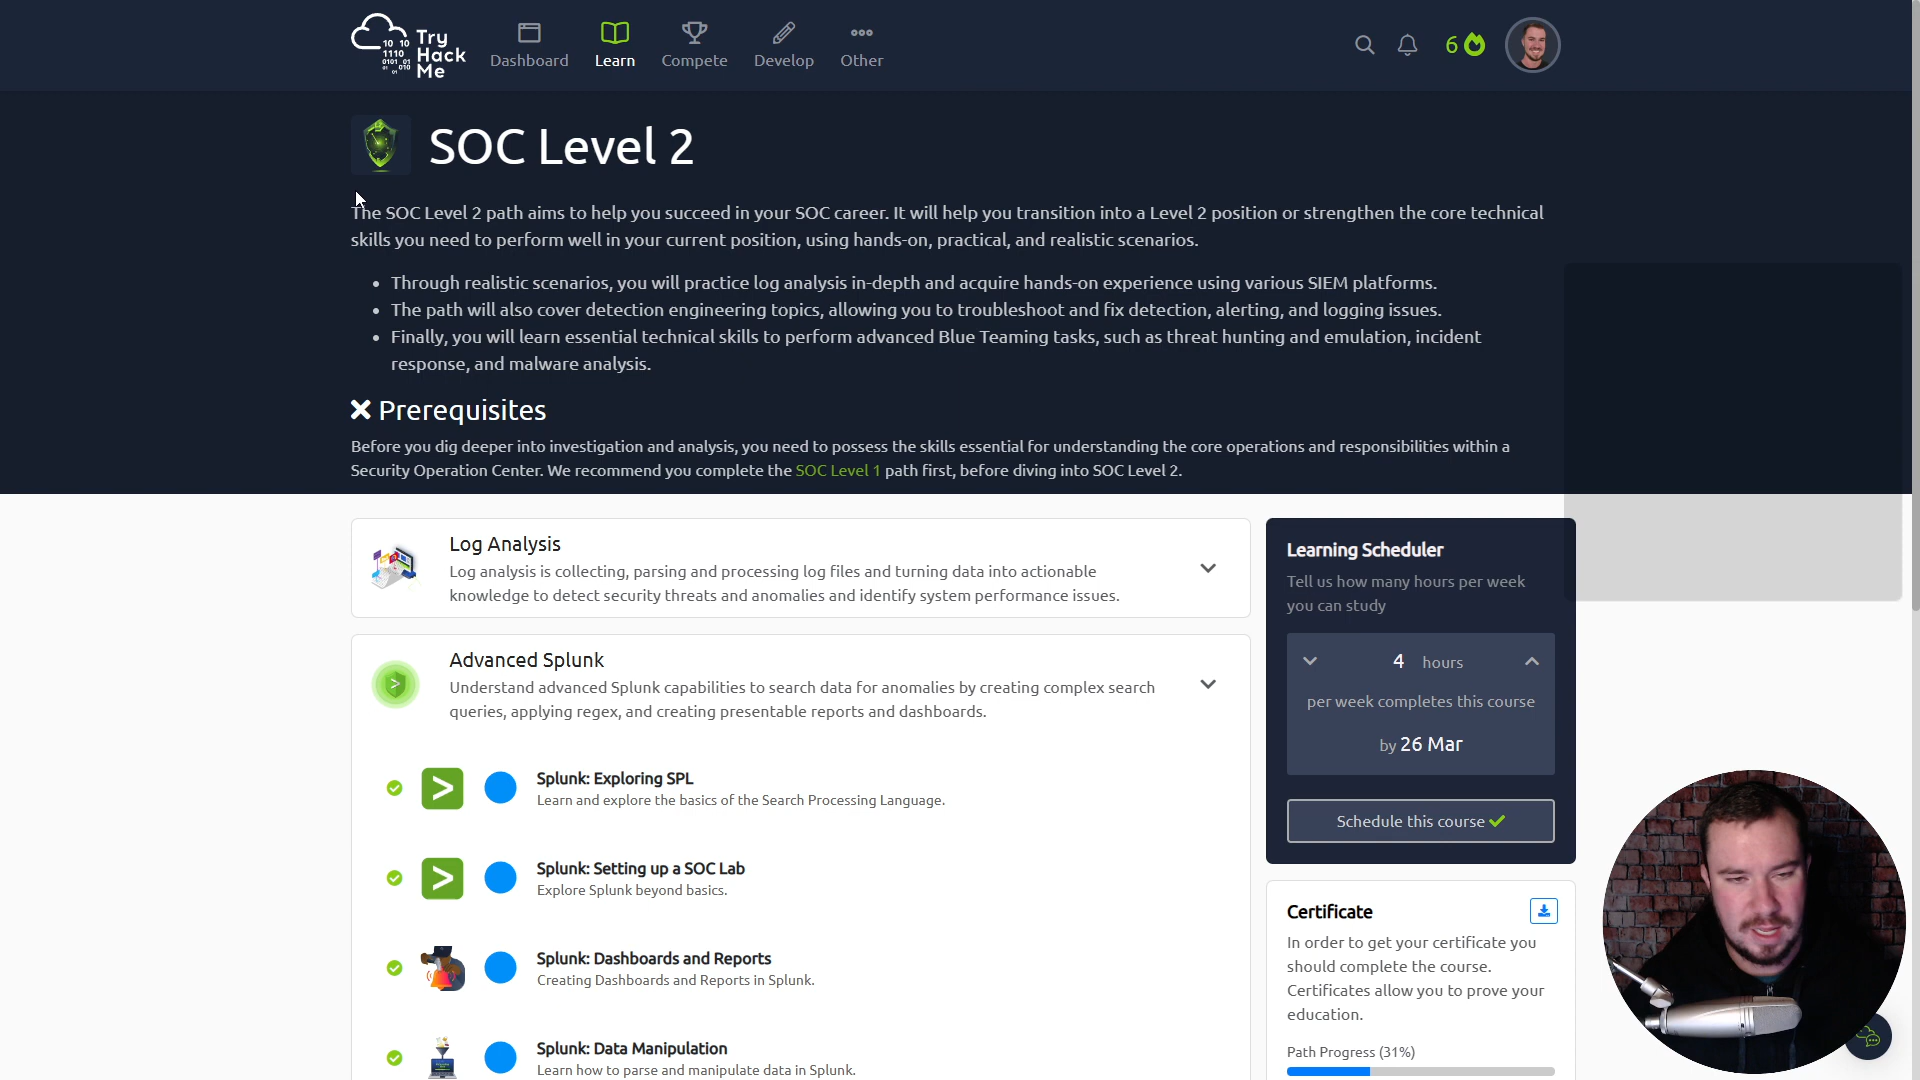 Try
Hack
Me
Dashboard
Learn
Compete
Develop
Other
6
SOC Level 2
The SOC Level 2 path aims to help you succeed in your SOC career. It will help you transition into a Level 2 position or strengthen the core technical
skills you need to perform well in your current position, using hands-on, practical, and realistic scenarios.
Through realistic scenarios, you will practice log analysis in-depth and acquire hands-on experience using various SIEM platforms.
The path will also cover detection engineering topics, allowing you to troubleshoot and fix detection, alerting, and logging issues.
Finally, you will learn essential technical skills to perform advanced Blue Teaming tasks, such as threat hunting and emulation, incident
response, and malware analysis.
Prerequisites
Before you dig deeper into investigation and analysis, you need to possess the skills essential for understanding the core operations and responsibilities within a
Security Operation Center. We recommend you complete the SOC Level 1 path first, before diving into SOC Level 2.
Log Analysis
Log analysis is collecting, parsing and processing log files and turning data into actionable
knowledge to detect security threats and anomalies and identify system performance issues.
Advanced Splunk
Understand advanced Splunk capabilities to search data for anomalies by creating complex search
queries, applying regex, and creating presentable reports and dashboards.
Splunk: Exploring SPL
Learn and explore the basics of the Search Processing Language.
Splunk: Setting up a SOC Lab
Explore Splunk beyond basics.
Splunk: Dashboards and Reports
Creating Dashboards and Reports in Splunk.
Splunk: Data Manipulation
Learn how to parse and manipulate data in Splunk.
Learning Scheduler
Tell us how many hours per week
you can study
4 hours
per week completes this course
by 26 Mar
Schedule this course
Certificate
In order to get your certificate you
should complete the course.
Certificates allow you to prove your
education.
Path Progress (31%)